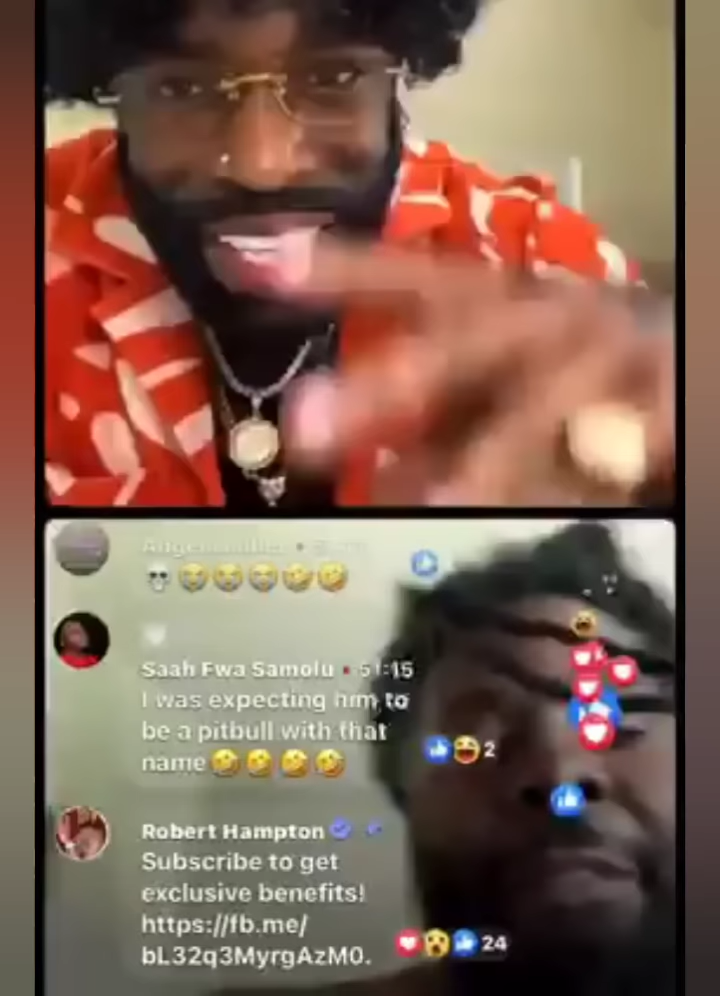 Saah Fwa Samolu • 51:15
I was expecting him to
be a pitbull with that
name 🤣🤣🤣🤣
2
Robert Hampton
Subscribe to get
exclusive benefits!
https://fb.me/
bL32q3MyrgAzM0.
24